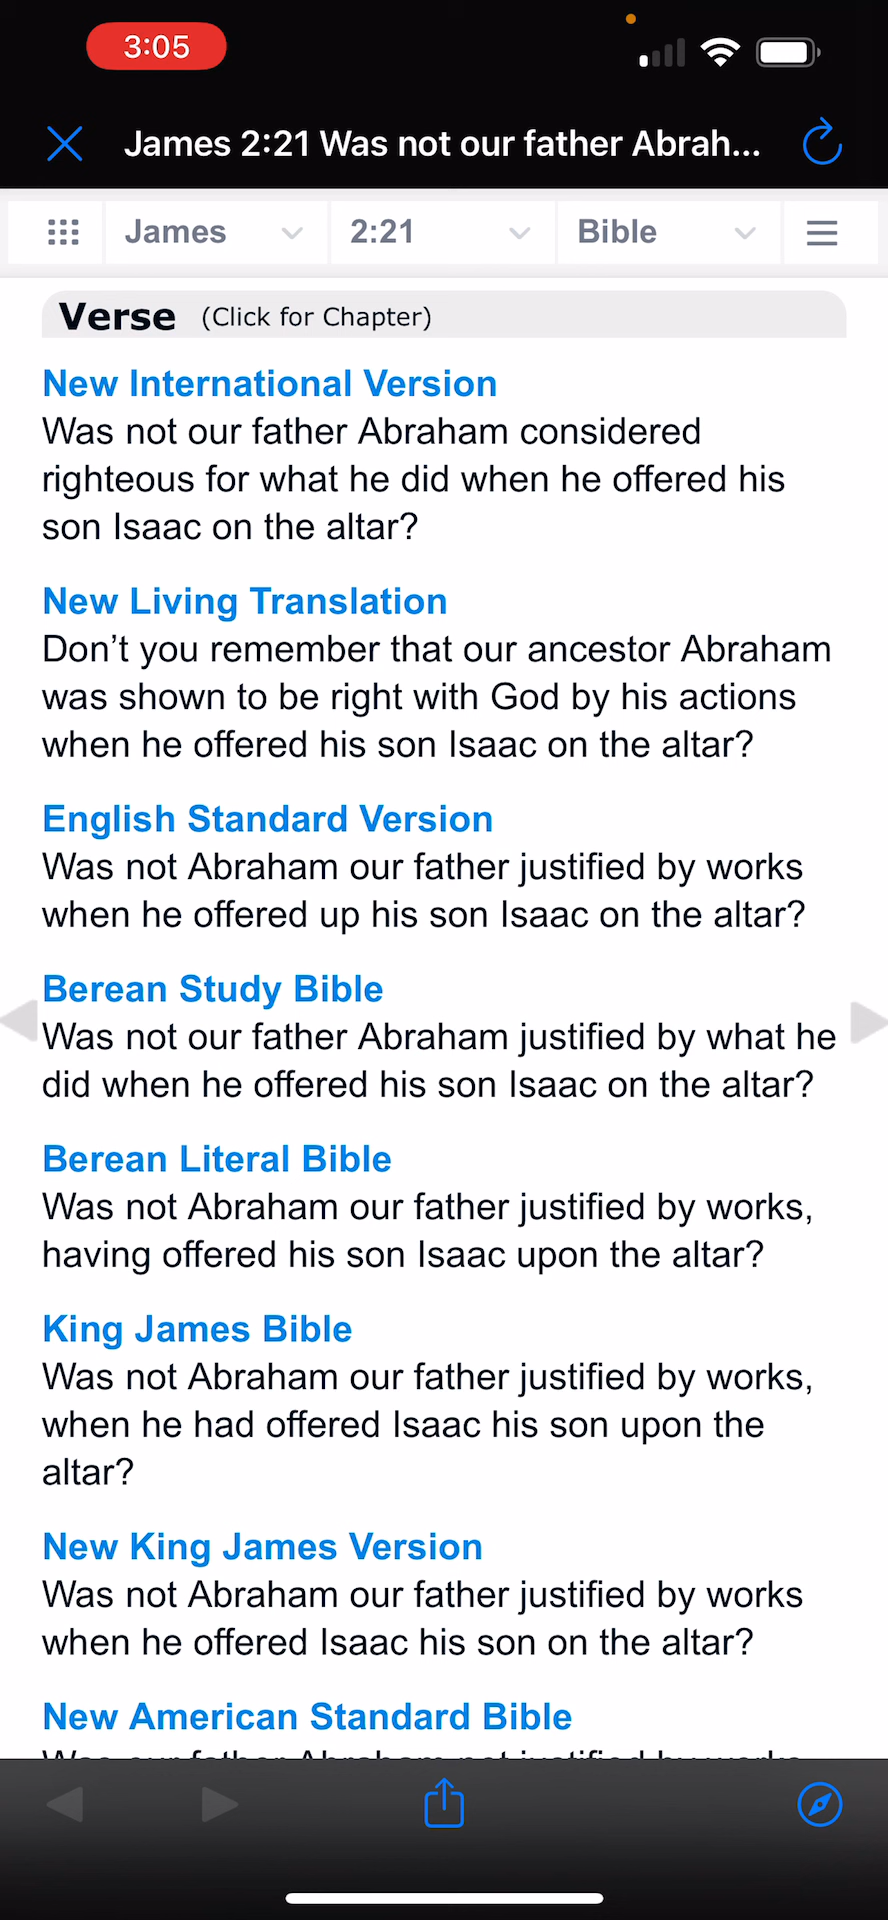 3:05
James 2:21 Was not our father Abrah...
James 2:21 Bible
Verse (Click for Chapter)
New International Version
Was not our father Abraham considered
righteous for what he did when he offered his
son Isaac on the altar?
New Living Translation
Don’t you remember that our ancestor Abraham
was shown to be right with God by his actions
when he offered his son Isaac on the altar?
English Standard Version
Was not Abraham our father justified by works
when he offered up his son Isaac on the altar?
Berean Study Bible
Was not our father Abraham justified by what he
did when he offered his son Isaac on the altar?
Berean Literal Bible
Was not Abraham our father justified by works,
having offered his son Isaac upon the altar?
King James Bible
Was not Abraham our father justified by works,
when he had offered Isaac his son upon the
altar?
New King James Version
Was not Abraham our father justified by works
when he offered Isaac his son on the altar?
New American Standard Bible
Was our father Abraham not justified by works